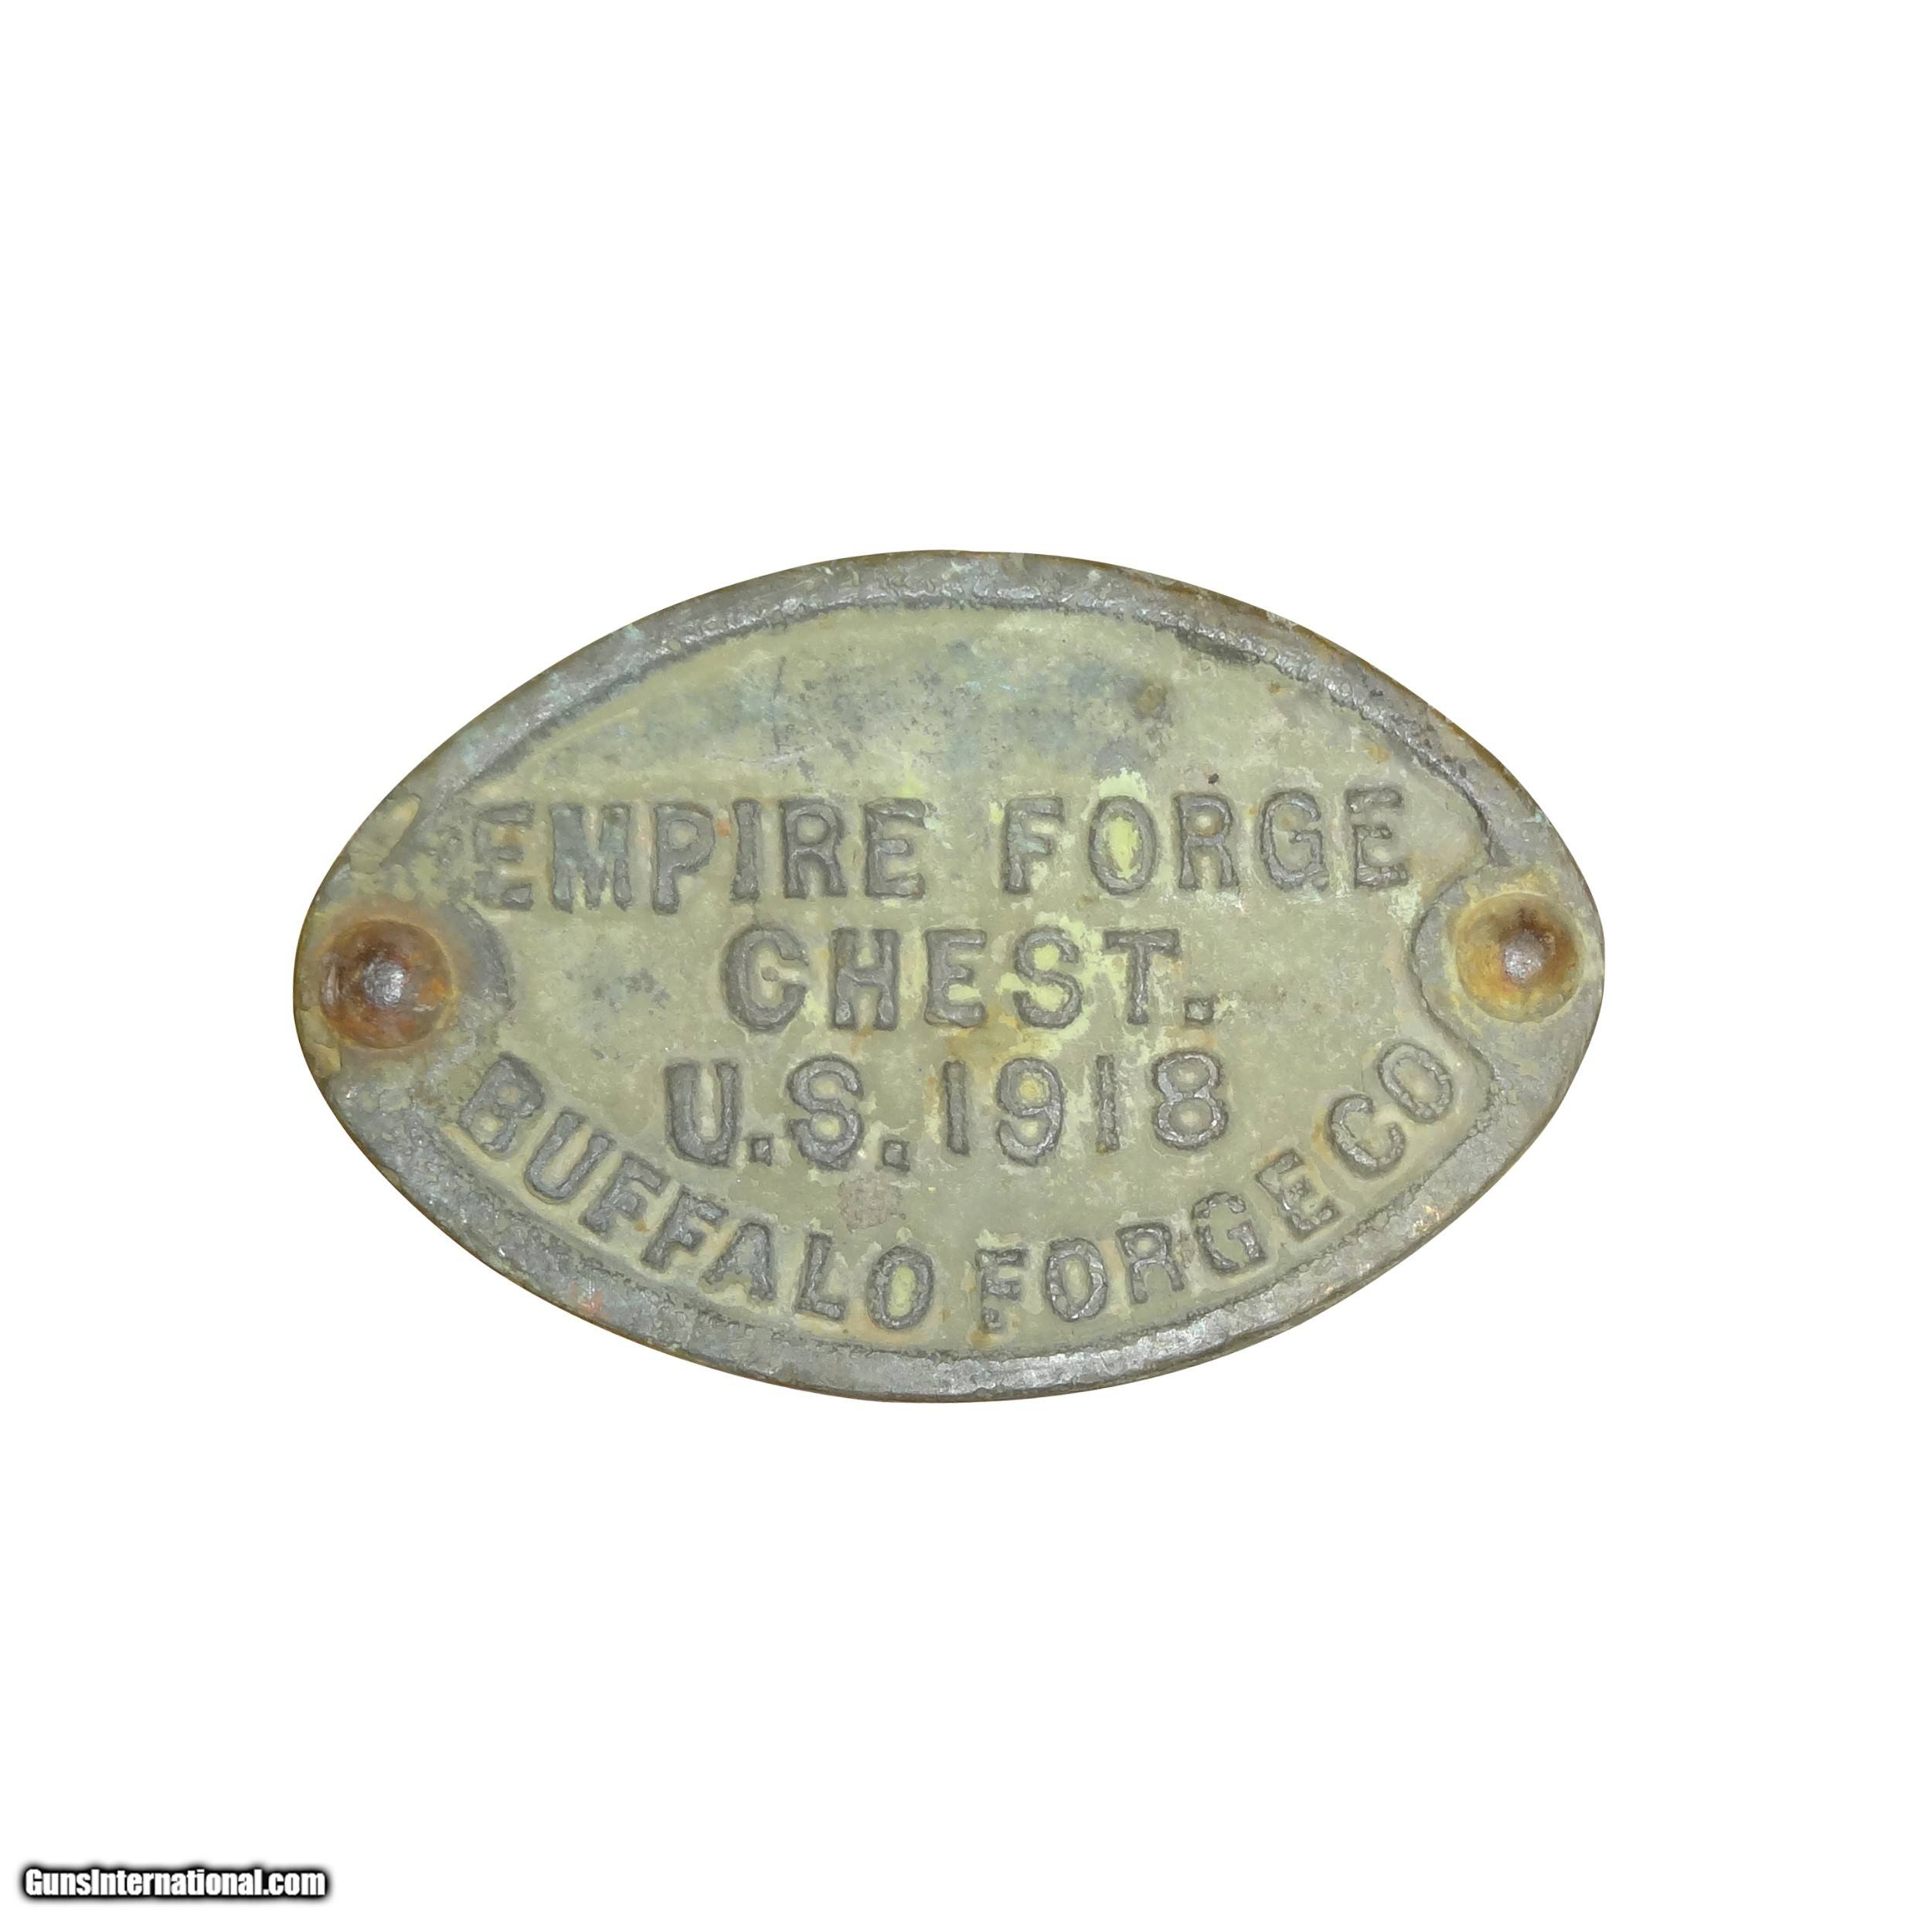 EMPIRE FORGE
CHEST.
U.S. 1918
BUFFALO FORGE CO
GunsInternational.com